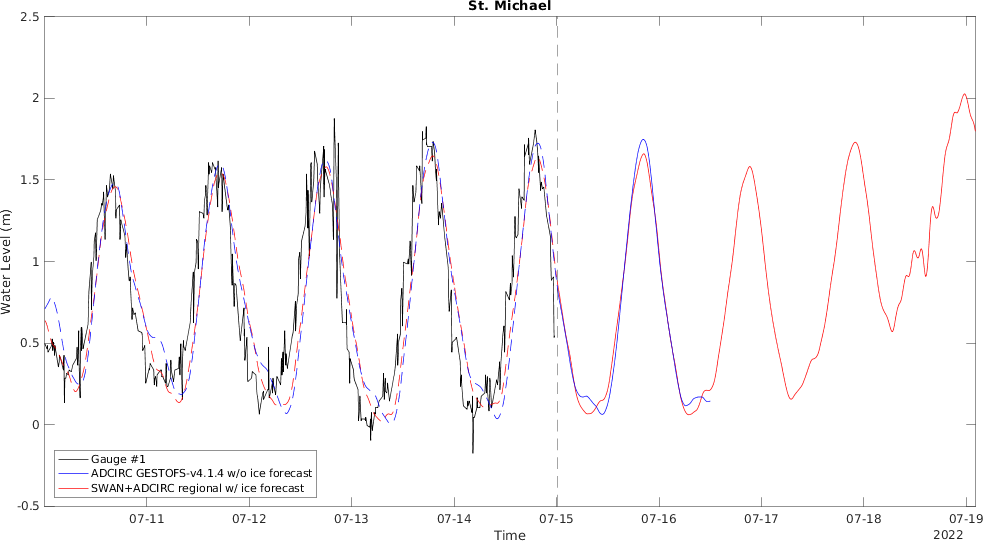 St. Michael
2.5
2
1.5
1
0.5
0
-0.5
Water Level (m)
Gauge #1
ADCIRC GESTOFS-v4.1.4 w/o ice forecast
SWAN+ADCIRC regional w/ ice forecast
07-11 07-12 07-13 07-14 07-15 07-16 07-17 07-18 07-19
Time
2022